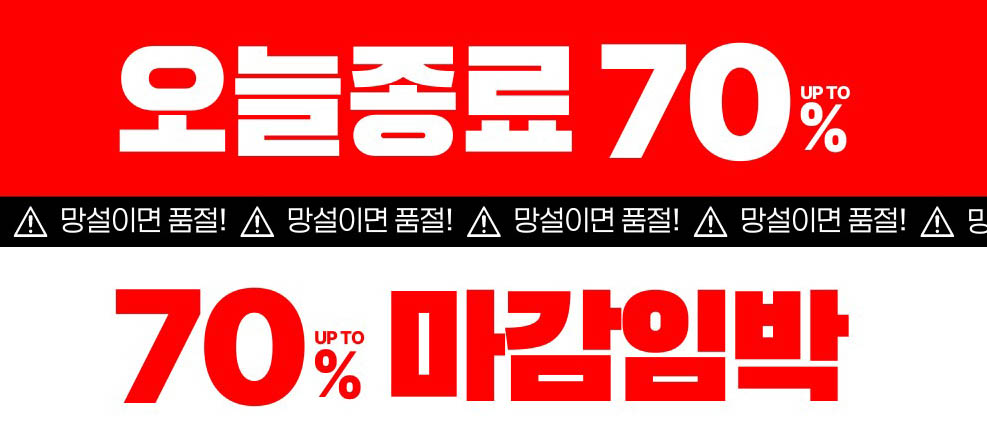 오늘종료 70 UP TO %
⚠ 망설이면 품절! ⚠ 망설이면 품절! ⚠ 망설이면 품절! ⚠ 망설이면 품절! ⚠ 망
70 UP TO % 마감임박